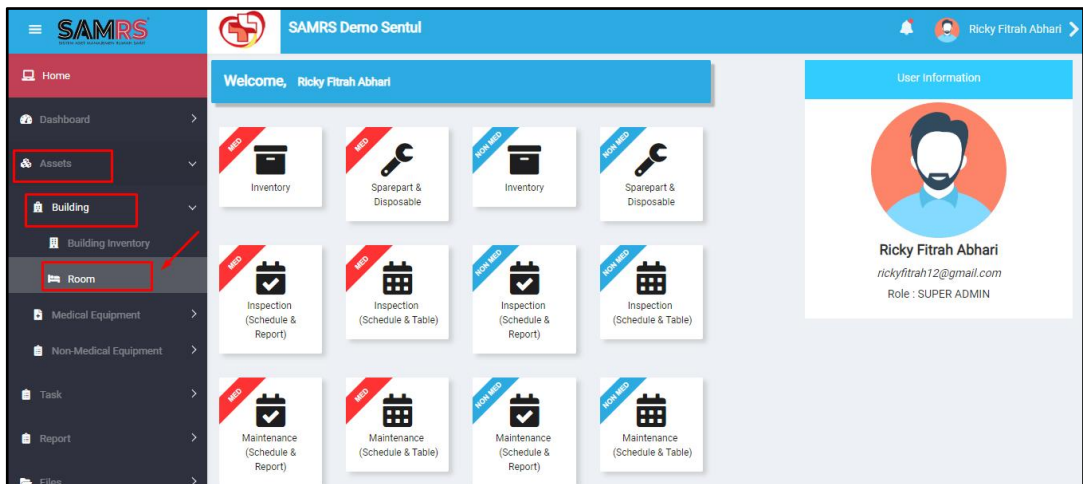 SAMRS
SAMRS Demo Sentul
Ricky Fitrah Abhari
Home
Dashboard
Assets
Building
Building Inventory
Room
Medical Equipment
Non-Medical Equipment
Task
Report
Files
Welcome, Ricky Fitrah Abhari
MED
Inventory
MED
Sparepart &
Disposable
NON MED
Inventory
NON MED
Sparepart &
Disposable
MED
Inspection
(Schedule &
Report)
MED
Inspection
(Schedule & Table)
NON MED
Inspection
(Schedule &
Report)
NON MED
Inspection
(Schedule & Table)
MED
Maintenance
(Schedule &
Report)
MED
Maintenance
(Schedule & Table)
NON MED
Maintenance
(Schedule &
Report)
NON MED
Maintenance
(Schedule & Table)
User Information
Ricky Fitrah Abhari
rickyfitrah12@gmail.com
Role : SUPER ADMIN